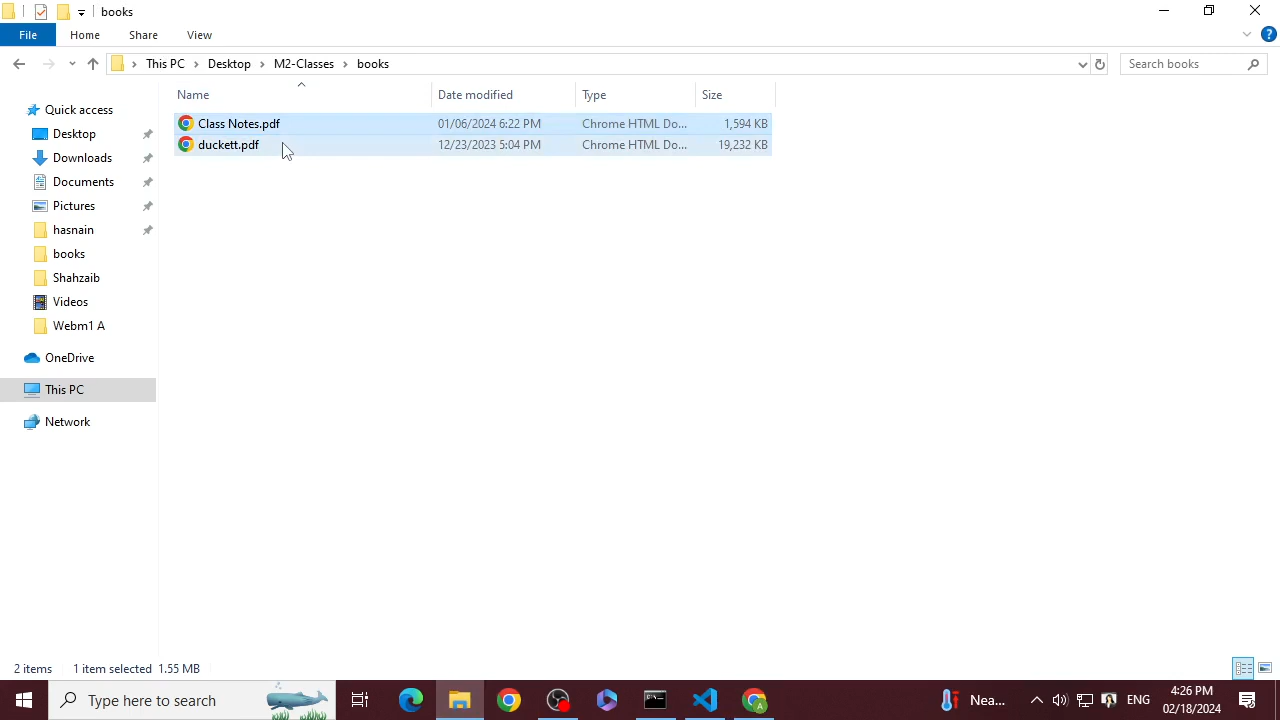 books
File Home Share View
This PC Desktop M2-Classes books Search books
Name Date modified Type Size
Class Notes.pdf 01/06/2024 6:22 PM Chrome HTML Do... 1,594 KB
duckett.pdf 12/23/2023 5:04 PM Chrome HTML Do... 19,232 KB
Quick access
Desktop
Downloads
Documents
Pictures
hasnain
books
Shahzaib
Videos
Webm1 A
OneDrive
This PC
Network
2 items 1 item selected 1.55 MB
Type here to search Nea... ENG 4:26 PM
02/18/2024